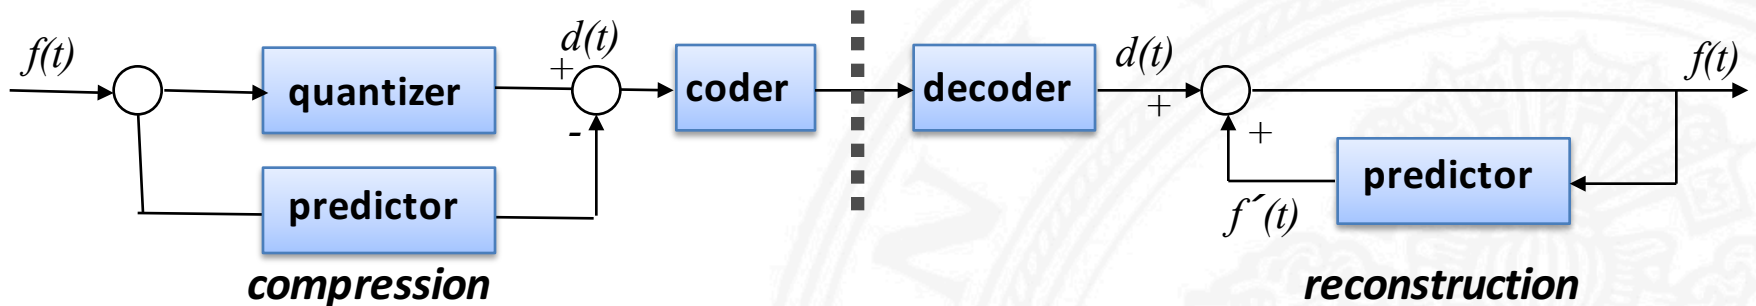 f(t)
quantizer
predictor
d(t)
+
-
coder
decoder
d(t)
+
+
f´(t)
predictor
f(t)
compression
reconstruction